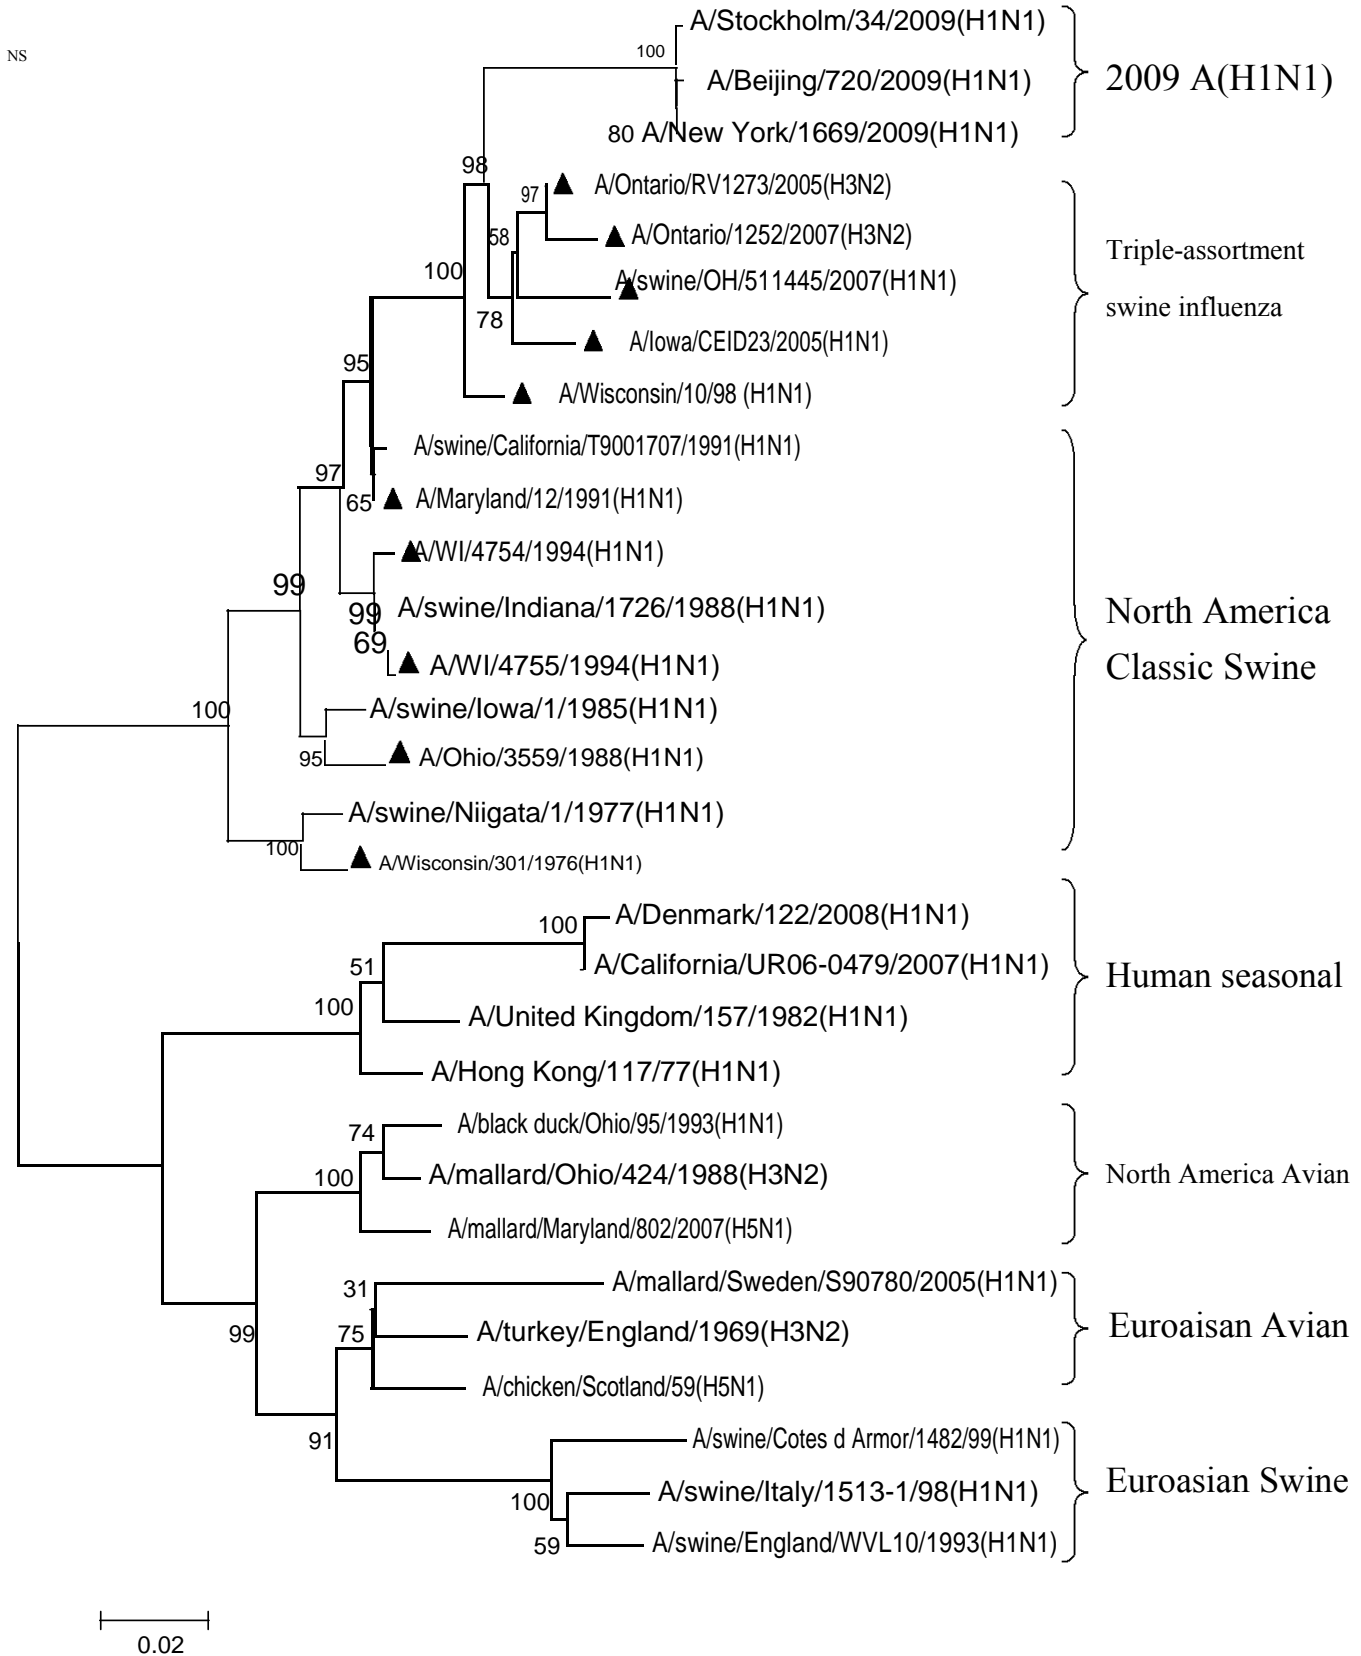 NS
A/Stockholm/34/2009(H1N1)
100
A/Beijing/720/2009(H1N1)
2009 A(H1N1)
80 A/New York/1669/2009(H1N1)
98
97
A/Ontario/RV1273/2005(H3N2)
58
A/Ontario/1252/2007(H3N2)
Triple-assortment
100
A/swine/OH/511445/2007(H1N1)
swine influenza
78
A/Iowa/CEID23/2005(H1N1)
95
A/Wisconsin/10/98 (H1N1)
A/swine/California/T9001707/1991(H1N1)
97
65
A/Maryland/12/1991(H1N1)
A/WI/4754/1994(H1N1)
99
99
A/swine/Indiana/1726/1988(H1N1)
North America
69
A/WI/4755/1994(H1N1)
Classic Swine
100
A/swine/Iowa/1/1985(H1N1)
95
A/Ohio/3559/1988(H1N1)
A/swine/Niigata/1/1977(H1N1)
100
A/Wisconsin/301/1976(H1N1)
100
A/Denmark/122/2008(H1N1)
51
A/California/UR06-0479/2007(H1N1)
Human seasonal
100
A/United Kingdom/157/1982(H1N1)
A/Hong Kong/117/77(H1N1)
74
A/black duck/Ohio/95/1993(H1N1)
100
A/mallard/Ohio/424/1988(H3N2)
North America Avian
A/mallard/Maryland/802/2007(H5N1)
31
A/mallard/Sweden/S90780/2005(H1N1)
99
75
A/turkey/England/1969(H3N2)
Euroaisan Avian
A/chicken/Scotland/59(H5N1)
91
A/swine/Cotes d Armor/1482/99(H1N1)
100
A/swine/Italy/1513-1/98(H1N1)
Euroasian Swine
59
A/swine/England/WVL10/1993(H1N1)
0.02